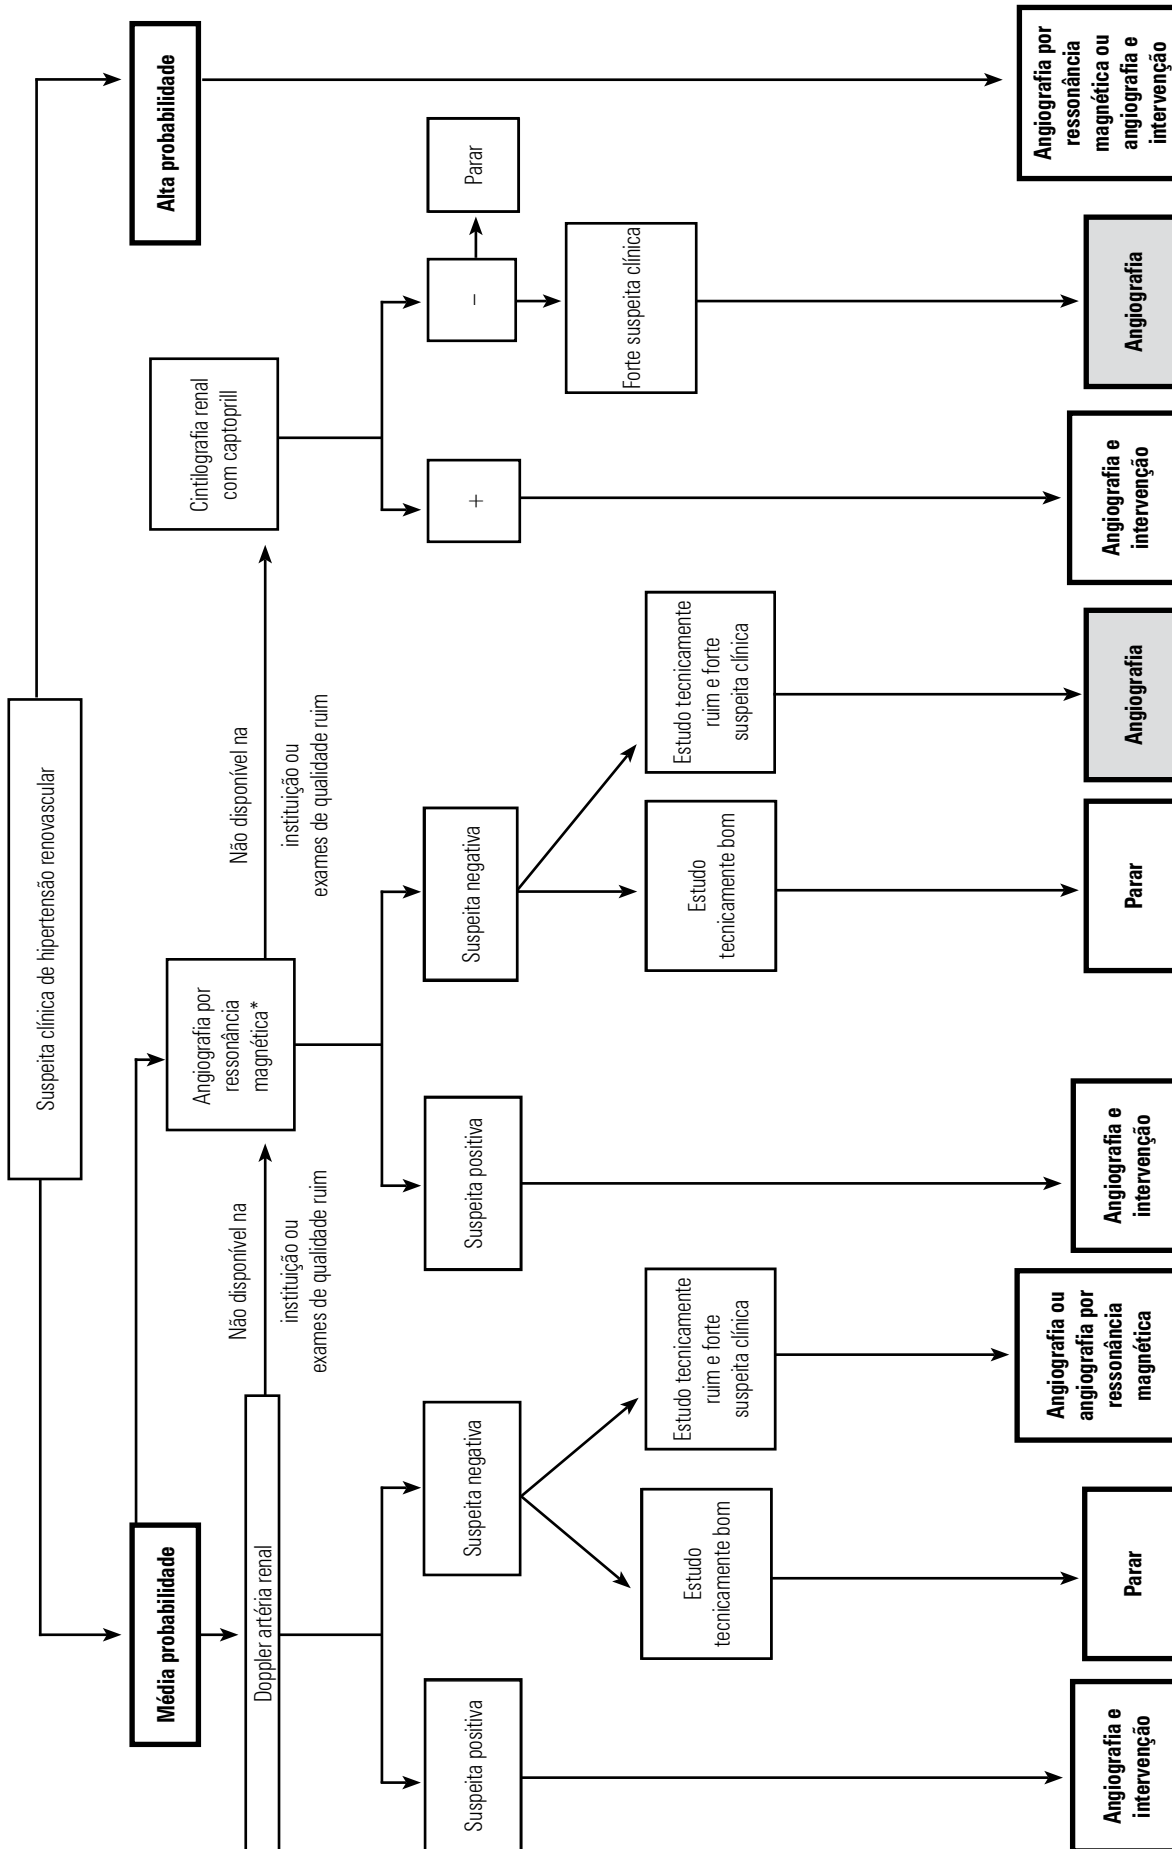 Suspeita clínica de hipertensão renovascular
Média probabilidade
Alta probabilidade
Doppler artéria renal
Não disponível na
instituição ou
exames de qualidade ruim
Angiografia por
ressonância
magnética*
Não disponível na
instituição ou
exames de qualidade ruim
Cintilografia renal
com captoprill
Suspeita positiva
Suspeita negativa
Suspeita positiva
Suspeita negativa
+
–
Parar
Estudo
tecnicamente bom
Estudo tecnicamente
ruim e forte
suspeita clínica
Estudo
tecnicamente bom
Estudo tecnicamente
ruim e forte
suspeita clínica
Forte suspeita clínica
Angiografia e
intervenção
Parar
Angiografia ou
angiografia por
ressonância
magnética
Angiografia e
intervenção
Parar
Angiografia
Angiografia e
intervenção
Angiografia
Angiografia por
ressonância
magnética ou
angiografia e
intervenção